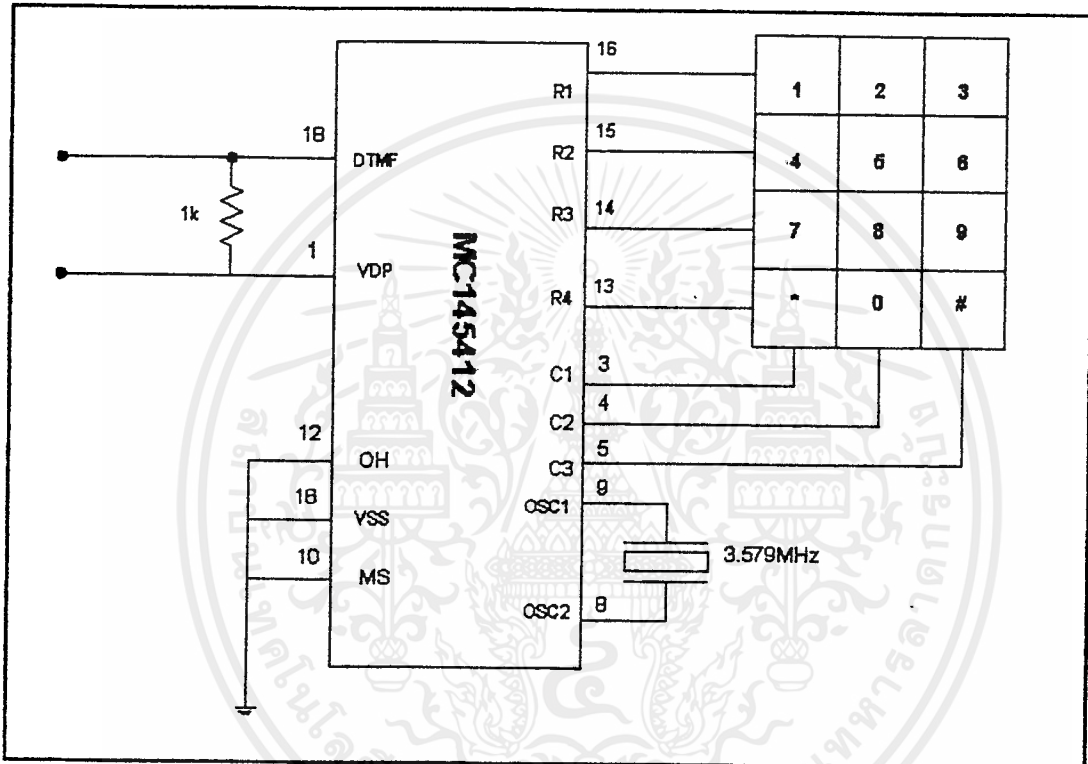 16
R1
1 2 3
18
DTMF
15
R2
4 5 6
1k
14
R3
7 8 9
1
VDP
MC145412
13
R4
* 0 #
3
C1
4
C2
12
OH
5
C3
9
OSC1
18
VSS
3.579MHz
10
MS
8
OSC2